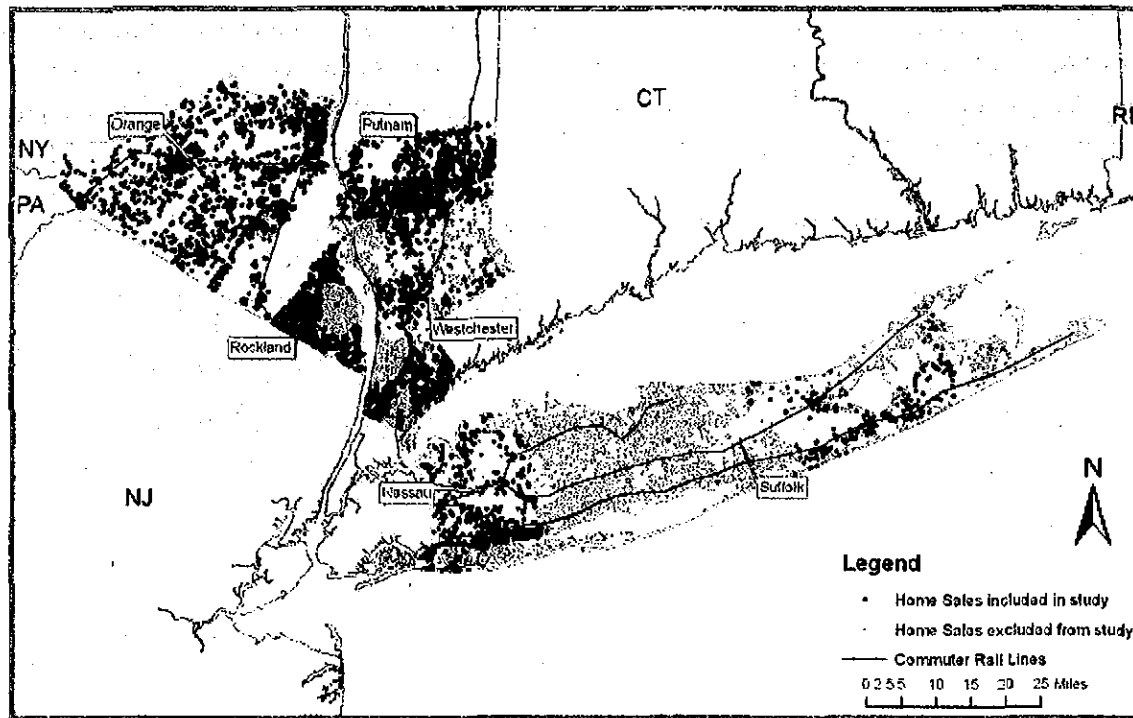 CT
RI
Orange
Putnam
NY
PA
Westchester
Rockland
Nassau
Suffolk
NJ
N
Legend
Home Sales included in study
Home Sales excluded from study
Commuter Rail Lines
0 2.5 5 10 15 20 25 Miles